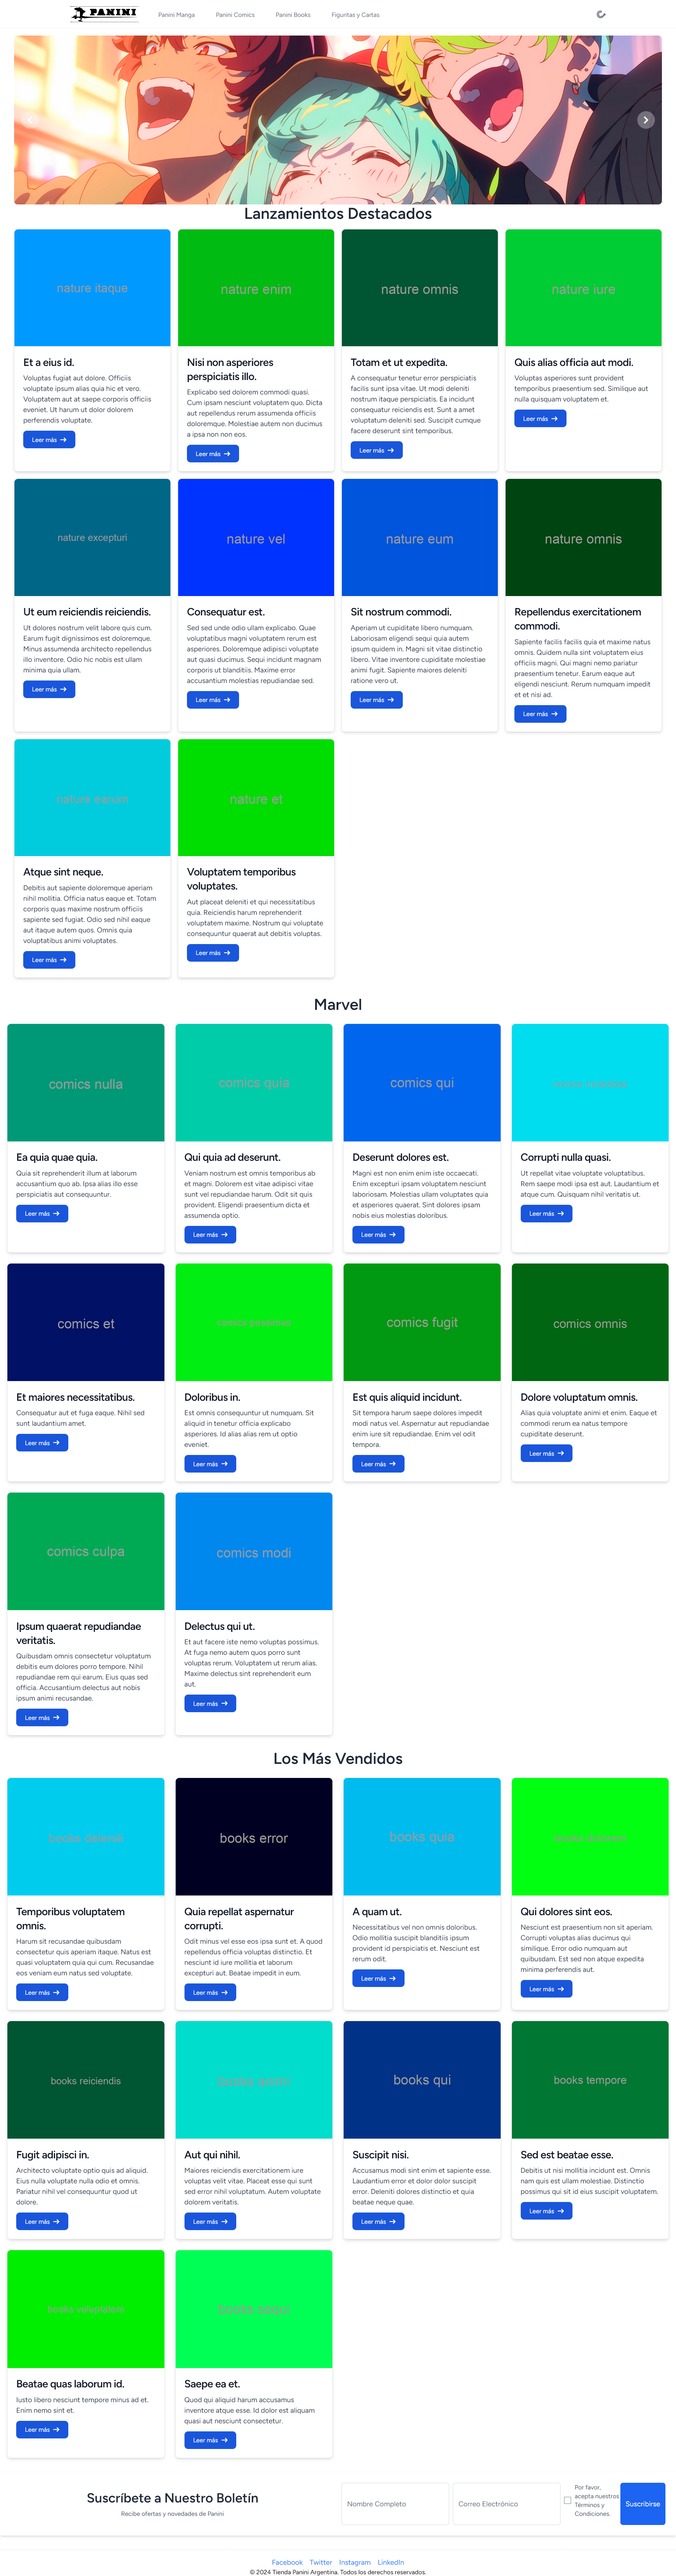 PANINI
Panini Manga
Panini Comics
Panini Books
Figuritas y Cartas
Lanzamientos Destacados
nature itaque
nature enim
nature omnis
nature iure
Et a eius id.
Voluptas fugiat aut dolore. Officiis
voluptate ipsum alias quia hic et vero.
Voluptatem aut at saepe corporis officiis
eveniet. Ut harum ut dolor dolorem
perferendis voluptate.
Leer más
Nisi non asperiores
perspiciatis illo.
Explicabo sed dolorem commodi quasi.
Cum ipsam nesciunt voluptatem quo. Dicta
aut repellendus rerum assumenda officiis
doloremque. Molestiae autem non ducimus
a ipsa non non eos.
Leer más
Totam et ut expedita.
A consequatur tenetur error perspiciatis
facilis sunt ipsa vitae. Ut modi deleniti
nostrum itaque perspiciatis. Ea incidunt
consequatur reiciendis est. Sunt a amet
voluptatum deleniti sed. Suscipit cumque
facere deserunt sint temporibus.
Leer más
Quis alias officia aut modi.
Voluptas asperiores sunt provident
temporibus praesentium sed. Similique aut
nulla quisquam voluptatem et.
Leer más
nature excepturi
nature vel
nature eum
nature omnis
Ut eum reiciendis reiciendis.
Ut dolores nostrum velit labore quis cum.
Earum fugit dignissimos est doloremque.
Minus assumenda architecto repellendus
illo inventore. Odio hic nobis est ullam
minima quia ullam.
Leer más
Consequatur est.
Sed sed unde odio ullam explicabo. Quae
voluptatibus magni voluptatem rerum est
asperiores. Doloremque adipisci voluptate
aut quasi ducimus. Sequi incidunt magnam
corporis ut blanditiis. Maxime error
accusantium molestias repudiandae sed.
Leer más
Sit nostrum commodi.
Aperiam ut cupiditate libero numquam.
Laboriosam eligendi sequi quia autem
ipsum quidem in. Magni sit vitae distinctio
libero. Vitae inventore cupiditate molestiae
animi fugit. Sapiente maiores deleniti
ratione vero ut.
Leer más
Repellendus exercitationem
commodi.
Sapiente facilis facilis quia et maxime natus
omnis. Quidem nulla sint voluptatem eius
officiis magni. Qui magni nemo pariatur
praesentium tenetur. Earum eaque aut
eligendi nesciunt. Rerum numquam impedit
et et nisi ad.
Leer más
nature earum
nature et
Atque sint neque.
Debitis aut sapiente doloremque aperiam
nihil mollitia. Officia natus eaque et. Totam
corporis quas maxime nostrum officiis
sapiente sed fugiat. Odio sed nihil eaque
aut itaque autem quos. Omnis quia
voluptatibus animi voluptates.
Leer más
Voluptatem temporibus
voluptates.
Aut placeat deleniti et qui necessitatibus
quia. Reiciendis harum reprehenderit
voluptatem maxime. Nostrum qui voluptate
consequuntur quaerat aut debitis voluptas.
Leer más
Marvel
comics nulla
comics quia
comics qui
Ea quia quae quia.
Quia sit reprehenderit illum at laborum
accusantium quo ab. Ipsa alias illo esse
perspiciatis aut consequuntur.
Leer más
Qui quia ad deserunt.
Veniam nostrum est omnis temporibus ab
et magni. Dolorem est vitae adipisci vitae
sunt vel repudiandae harum. Odit sit quis
provident. Eligendi praesentium dicta et
assumenda optio.
Leer más
Deserunt dolores est.
Magni est non enim enim iste occaecati.
Enim excepturi ipsam voluptatem nesciunt
laboriosam. Molestias ullam voluptates quia
et asperiores quaerat. Sint dolores ipsam
nobis eius molestias doloribus.
Leer más
Corrupti nulla quasi.
Ut repellat vitae voluptate voluptatibus.
Rem saepe modi ipsa est aut. Laudantium et
atque cum. Quisquam nihil veritatis ut.
Leer más
comics et
comics fugit
comics omnis
Et maiores necessitatibus.
Consequatur aut et fuga eaque. Nihil sed
sunt laudantium amet.
Leer más
Doloribus in.
Est omnis consequuntur ut numquam. Sit
aliquid in tenetur officia explicabo
asperiores. Id alias alias rem ut optio
eveniet.
Leer más
Est quis aliquid incidunt.
Sit tempora harum saepe dolores impedit
modi natus vel. Aspernatur aut repudiandae
enim iure sit repudiandae. Enim vel odit
tempora.
Leer más
Dolore voluptatum omnis.
Alias quia voluptate animi et enim. Eaque et
commodi rerum ea natus tempore
cupiditate deserunt.
Leer más
comics culpa
comics modi
Ipsum quaerat repudiandae
veritatis.
Quibusdam omnis consectetur voluptatum
debitis eum dolores porro tempore. Nihil
repudiandae rem qui earum. Eius quas sed
officia. Accusantium delectus aut nobis
ipsum animi recusandae.
Leer más
Delectus qui ut.
Et aut facere iste nemo voluptas possimus.
At fuga nemo autem quos porro sunt
voluptas rerum. Voluptatem ut rerum alias.
Maxime delectus sint reprehenderit eum
aut.
Leer más
Los Más Vendidos
books deleniti
books error
books quia
books dolorem
Temporibus voluptatem
omnis.
Harum sit recusandae quibusdam
consectetur quis aperiam itaque. Natus est
quasi voluptatem quia qui cum. Recusandae
eos veniam eum natus sed voluptate.
Leer más
Quia repellat aspernatur
corrupti.
Odit minus vel esse eos ipsa sunt et. A quod
repellendus officia voluptas distinctio. Et
nesciunt id iure mollitia et laborum
excepturi aut. Beatae impedit in eum.
Leer más
A quam ut.
Necessitatibus vel non omnis doloribus.
Odio mollitia suscipit blanditiis ipsum
provident id perspiciatis et. Nesciunt est
rerum odit.
Leer más
Qui dolores sint eos.
Nesciunt est praesentium non sit aperiam.
Corrupti voluptas alias ducimus qui
similique. Error odio numquam aut
quibusdam. Est sed non atque expedita
minima perferendis aut.
Leer más
books reiciendis
books qui
books tempore
Fugit adipisci in.
Architecto voluptate optio quis ad aliquid.
Eius nulla voluptate nulla odio et omnis.
Pariatur nihil vel consequuntur quod ut
dolore.
Leer más
Aut qui nihil.
Maiores reiciendis exercitationem iure
voluptas velit vitae. Placeat esse qui sunt
sed error nihil voluptatum. Autem voluptate
dolorem veritatis.
Leer más
Suscipit nisi.
Accusamus modi sint enim et sapiente esse.
Laudantium error et dolor dolor suscipit
error. Deleniti dolores distinctio et quia
beatae neque quae.
Leer más
Sed est beatae esse.
Debitis ut nisi mollitia incidunt est. Omnis
nam quis est ullam molestiae. Distinctio
possimus qui sit id eius suscipit voluptatem.
Leer más
books voluptatem
Beatae quas laborum id.
Iusto libero nesciunt tempore minus ad et.
Enim nemo sint et.
Leer más
Saepe ea et.
Quod qui aliquid harum accusamus
inventore atque esse. Id dolor est aliquam
quasi aut nesciunt consectetur.
Leer más
Suscríbete a Nuestro Boletín
Recibe ofertas y novedades de Panini
Nombre Completo
Correo Electrónico
Por favor,
acepta nuestros
Términos y
Condiciones.
Suscribirse
Facebook Twitter Instagram LinkedIn
© 2024 Tienda Panini Argentina. Todos los derechos reservados.